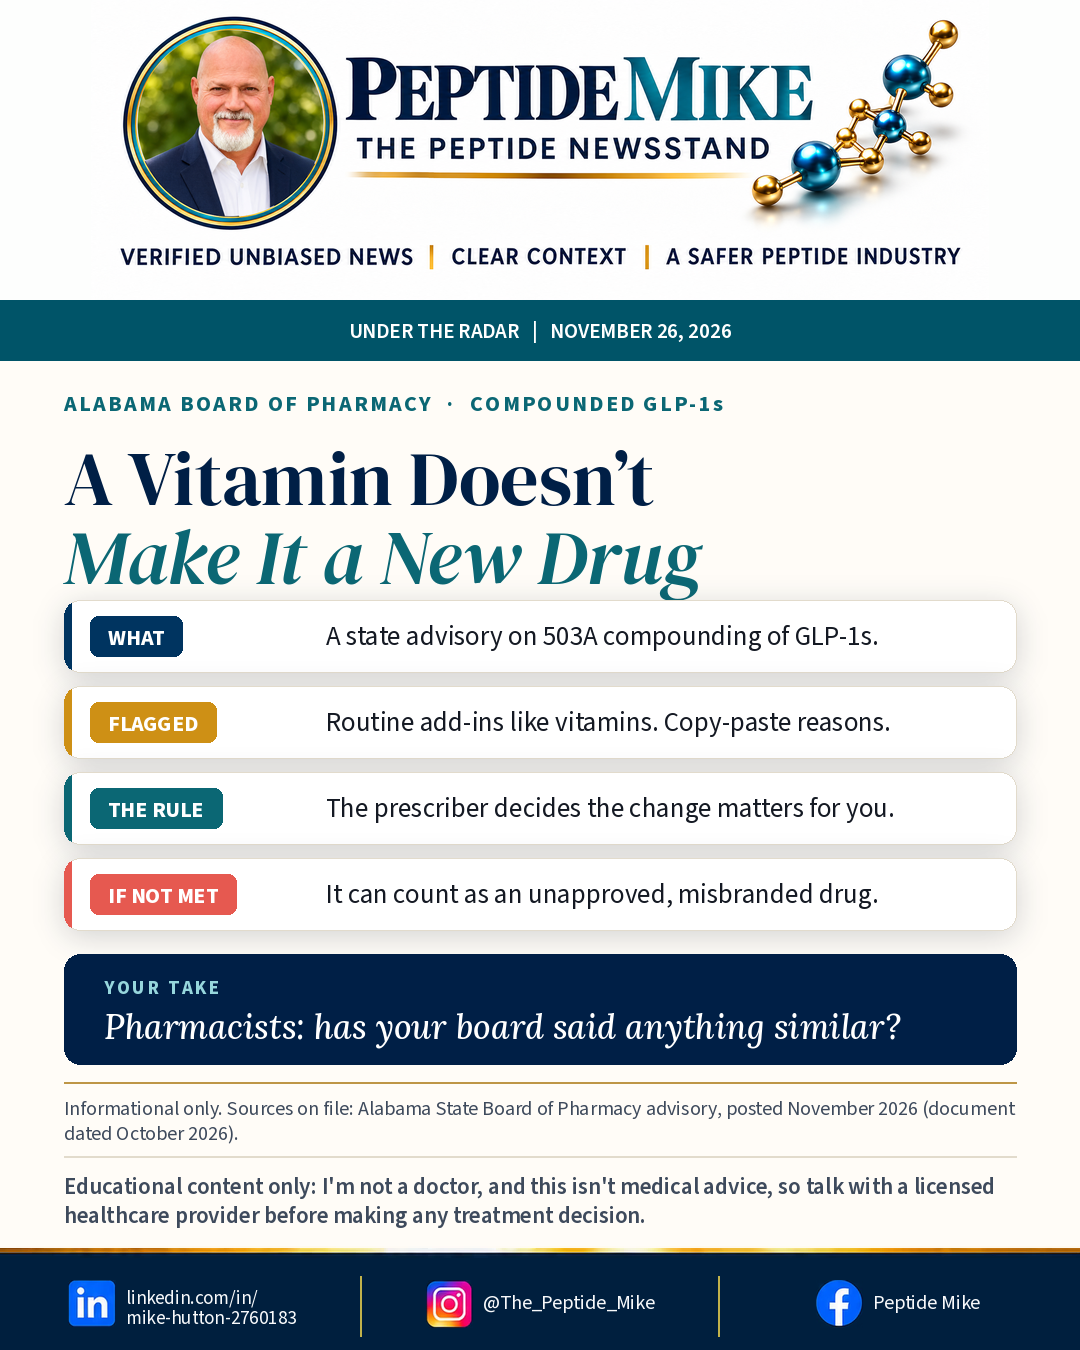 PEPTIDEMIKE
THE PEPTIDE NEWSSTAND
VERIFIED UNBIASED NEWS | CLEAR CONTEXT | A SAFER PEPTIDE INDUSTRY
UNDER THE RADAR | NOVEMBER 26, 2026
ALABAMA BOARD OF PHARMACY · COMPOUNDED GLP-1s
A Vitamin Doesn’t
Make It a New Drug
WHAT A state advisory on 503A compounding of GLP-1s.
FLAGGED Routine add-ins like vitamins. Copy-paste reasons.
THE RULE The prescriber decides the change matters for you.
IF NOT MET It can count as an unapproved, misbranded drug.
YOUR TAKE
Pharmacists: has your board said anything similar?
Informational only. Sources on file: Alabama State Board of Pharmacy advisory, posted November 2026 (document
dated October 2026).
Educational content only: I'm not a doctor, and this isn't medical advice, so talk with a licensed
healthcare provider before making any treatment decision.
in linkedin.com/in/
mike-hutton-2760183
@The_Peptide_Mike
f Peptide Mike